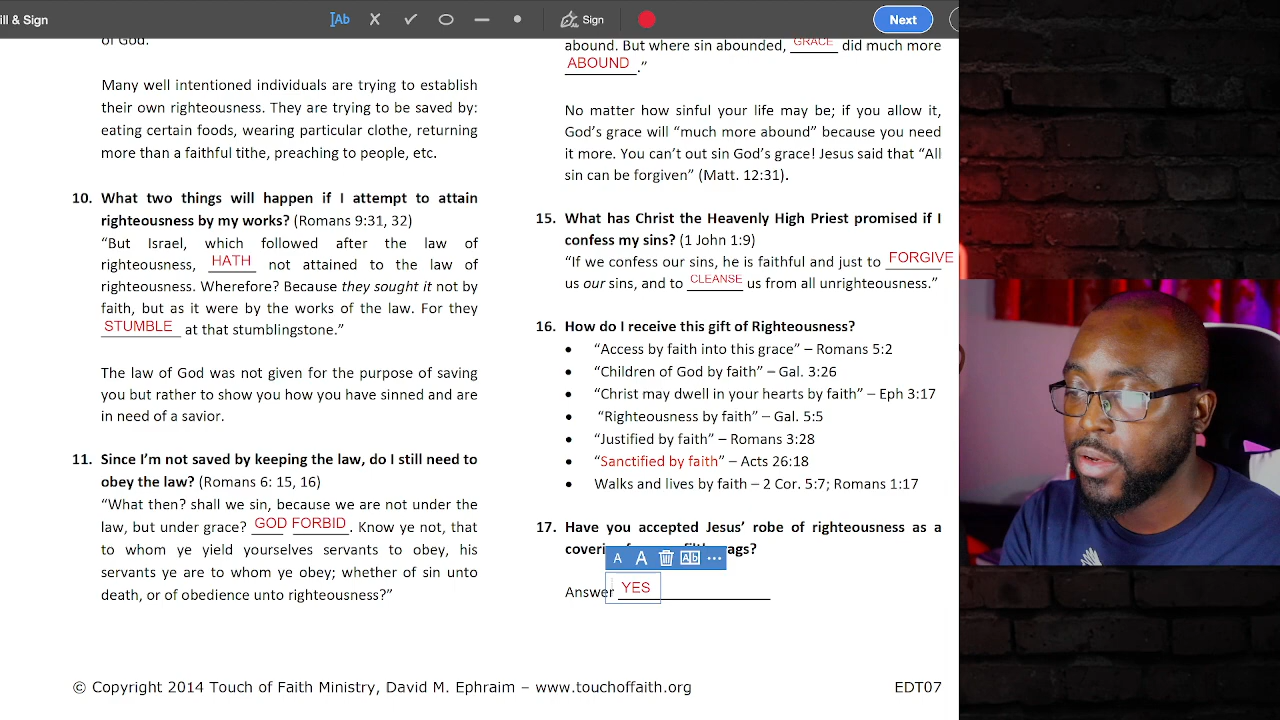 ill & Sign
Ab
Sign
Next
of God.
Many well intentioned individuals are trying to establish
their own righteousness. They are trying to be saved by:
eating certain foods, wearing particular clothe, returning
more than a faithful tithe, preaching to people, etc.
10. What two things will happen if I attempt to attain
righteousness by my works? (Romans 9:31, 32)
“But Israel, which followed after the law of
righteousness, HATH not attained to the law of
righteousness. Wherefore? Because they sought it not by
faith, but as it were by the works of the law. For they
STUMBLE at that stumblingstone.”
The law of God was not given for the purpose of saving
you but rather to show you how you have sinned and are
in need of a savior.
11. Since I’m not saved by keeping the law, do I still need to
obey the law? (Romans 6: 15, 16)
“What then? shall we sin, because we are not under the
law, but under grace? GOD FORBID. Know ye not, that
to whom ye yield yourselves servants to obey, his
servants ye are to whom ye obey; whether of sin unto
death, or of obedience unto righteousness?”
abound. But where sin abounded, GRACE did much more
ABOUND.”
No matter how sinful your life may be; if you allow it,
God’s grace will “much more abound” because you need
it more. You can’t out sin God’s grace! Jesus said that “All
sin can be forgiven” (Matt. 12:31).
15. What has Christ the Heavenly High Priest promised if I
confess my sins? (1 John 1:9)
“If we confess our sins, he is faithful and just to FORGIVE
us our sins, and to CLEANSE us from all unrighteousness.”
16. How do I receive this gift of Righteousness?
• “Access by faith into this grace” – Romans 5:2
• “Children of God by faith” – Gal. 3:26
• “Christ may dwell in your hearts by faith” – Eph 3:17
• “Righteousness by faith” – Gal. 5:5
• “Justified by faith” – Romans 3:28
• “Sanctified by faith” – Acts 26:18
• Walks and lives by faith – 2 Cor. 5:7; Romans 1:17
17. Have you accepted Jesus’ robe of righteousness as a
A A Ab ...
Answer YES
© Copyright 2014 Touch of Faith Ministry, David M. Ephraim – www.touchoffaith.org
EDT07